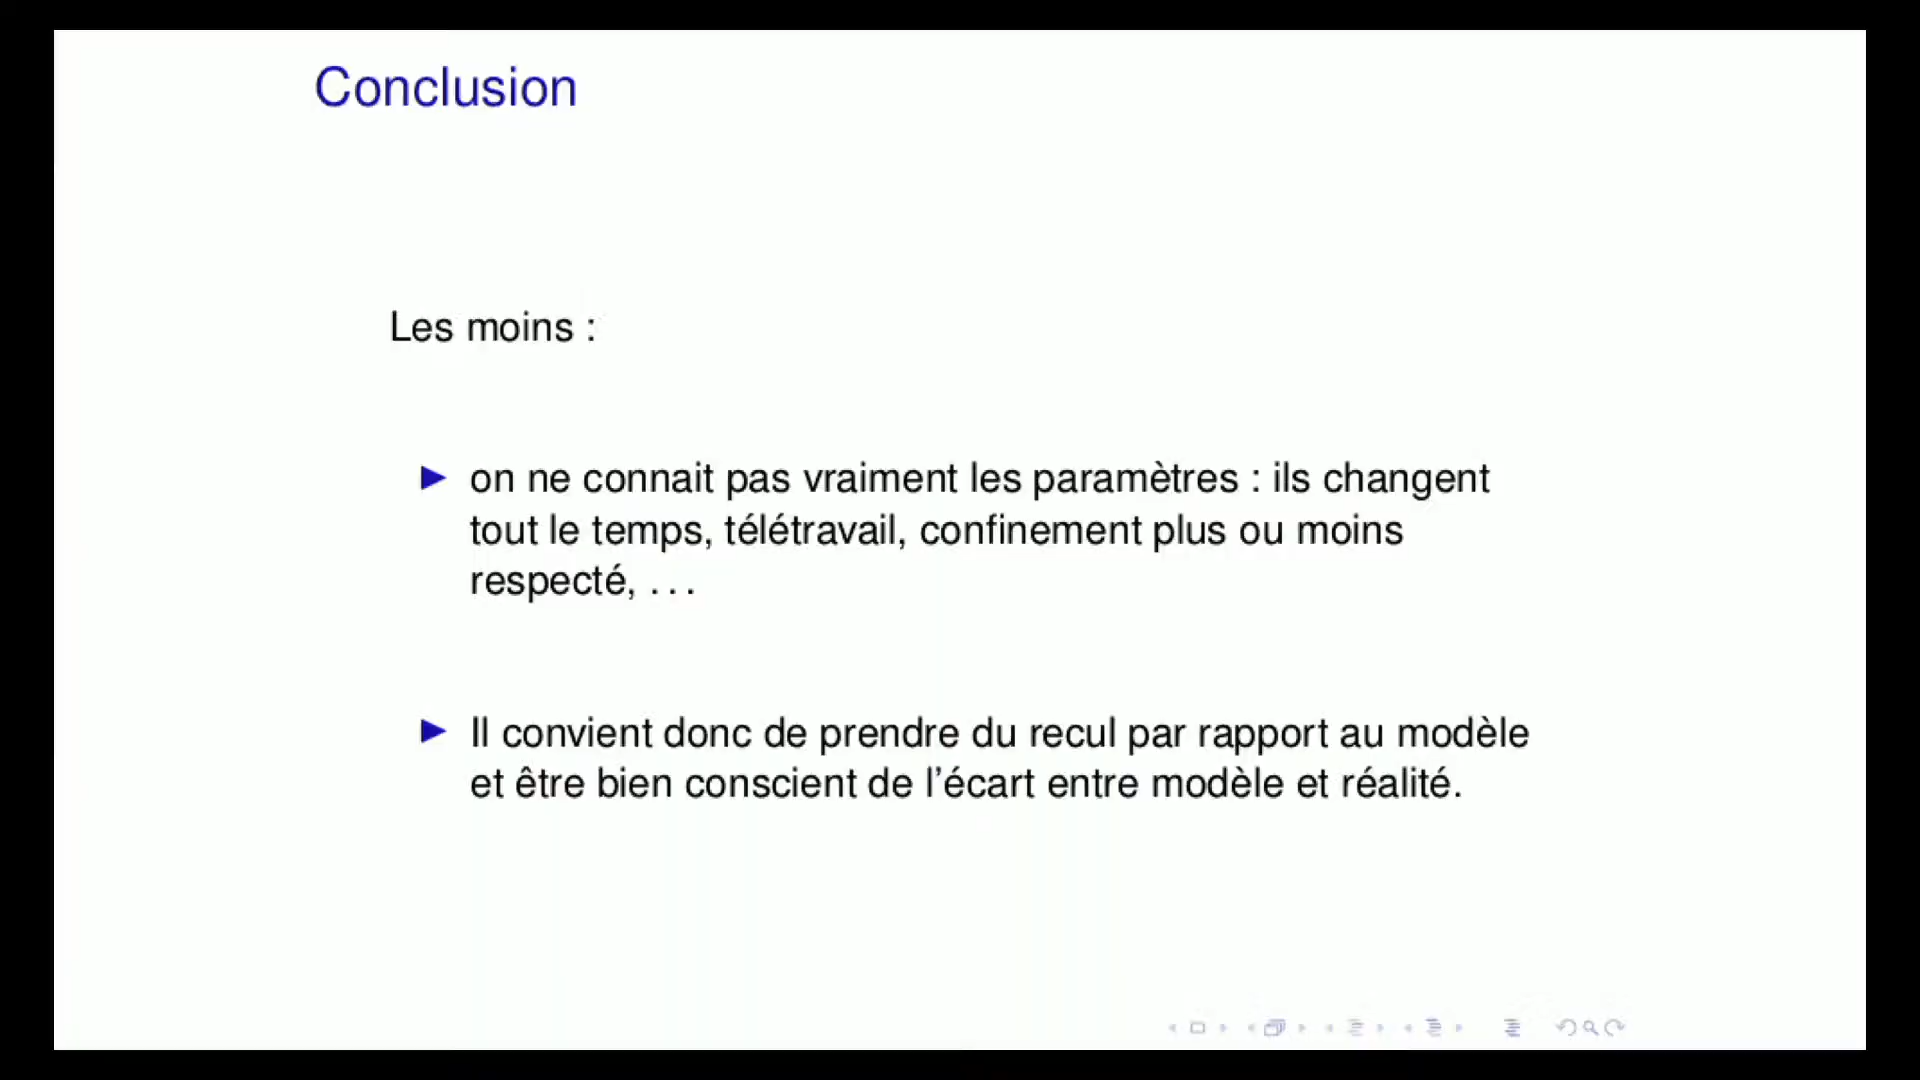 Conclusion
Les moins :
on ne connait pas vraiment les paramètres : ils changent
tout le temps, télétravail, confinement plus ou moins
respecté, . . .
Il convient donc de prendre du recul par rapport au modèle
et être bien conscient de l'écart entre modèle et réalité.